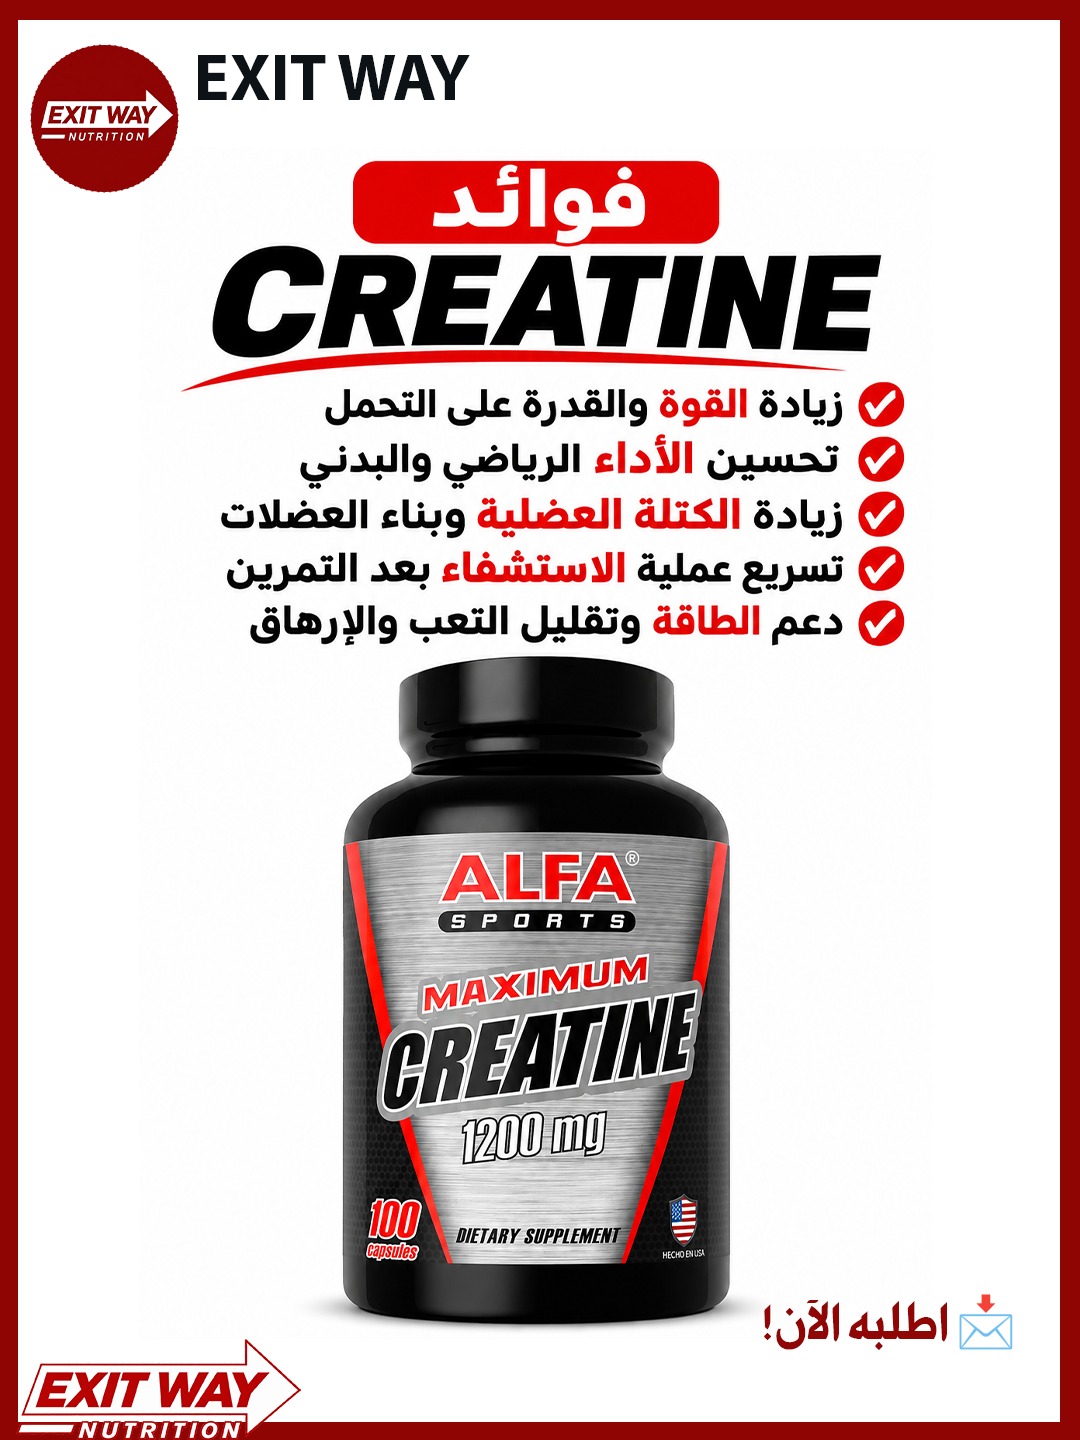 EXIT WAY
NUTRITION
EXIT WAY
فوائد
CREATINE
زيادة القوة والقدرة على التحمل
تحسين الأداء الرياضي والبدني
زيادة الكتلة العضلية وبناء العضلات
تسريع عملية الاستشفاء بعد التمرين
دعم الطاقة وتقليل التعب والإرهاق
ALFA®
SPORTS
MAXIMUM
CREATINE
1200 mg
100
capsules
DIETARY SUPPLEMENT
HECHO EN USA
اطلبه الآن!
EXIT WAY
NUTRITION